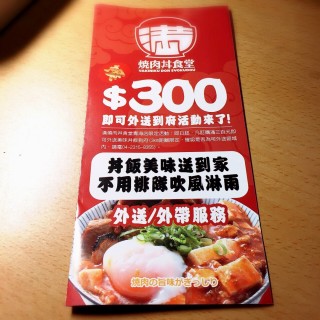 滿
燒肉丼食堂
YAKINIKU DON SYOKUDOU
$300
即可外送到府活動來了!
丼飯美味送到家
不用排隊吹風淋雨
外送/外帶服務
焼肉の旨味がぎっしり